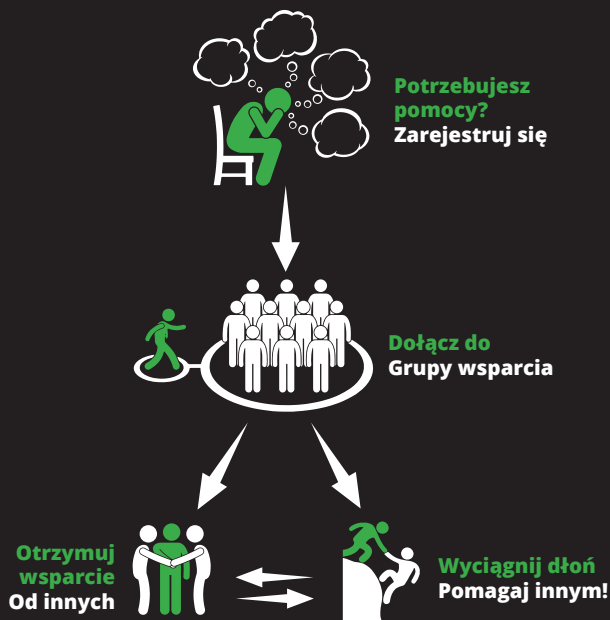 Potrzebujesz
pomocy?
Zarejestruj się
Dołącz do
Grupy wsparcia
Otrzymuj
wsparcie
Od innych
Wyciągnij dłoń
Pomagaj innym!